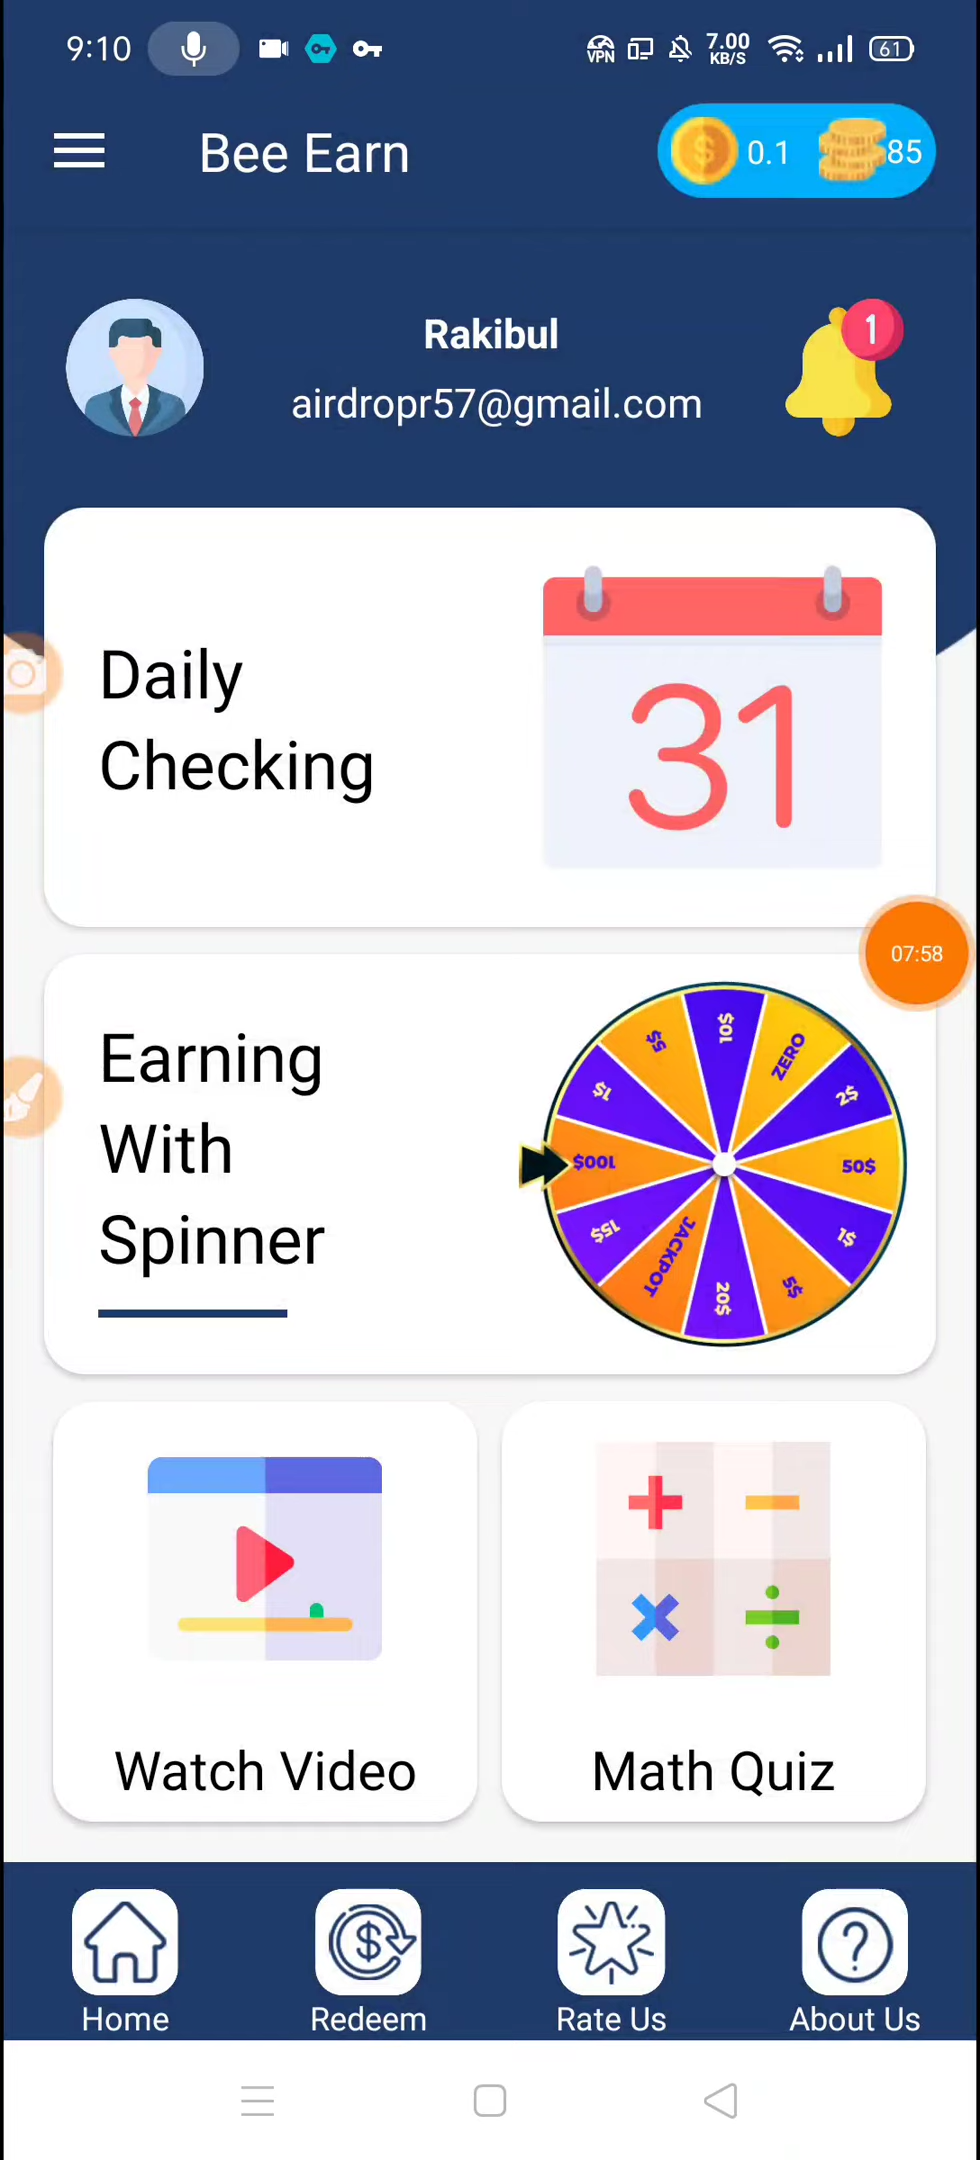 9:10
VPN
7.00
KB/S
61
Bee Earn
0.1
85
Rakibul
1
airdropr57@gmail.com
Daily
Checking
31
07:58
Earning
With
Spinner
10$
ZERO
2$
50$
1$
5$
20$
JACKPOT
15$
100$
1$
5$
Watch Video
Math Quiz
Home
Redeem
Rate Us
About Us